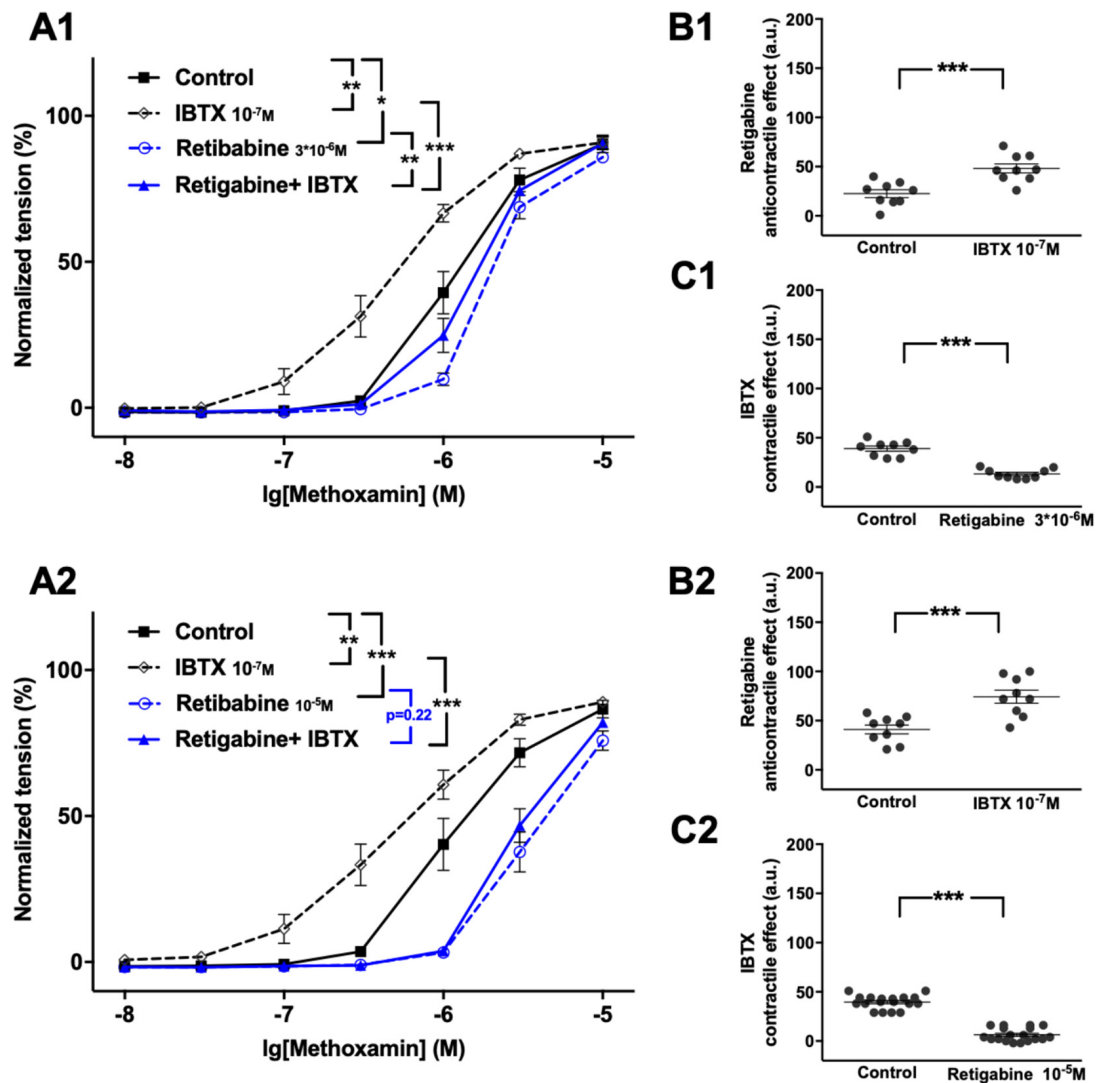 A1
Control
IBTX 10-7M
Retibabine 3*10-6M
Retigabine+ IBTX
**
*
**
***
Normalized tension (%)
100
50
0
-8
-7
-6
-5
lg[Methoxamin] (M)
B1
Retigabine
anticontractile effect (a.u.)
200
150
100
50
0
***
Control
IBTX 10-7M
C1
IBTX
contractile effect (a.u.)
200
150
100
50
0
***
Control
Retigabine 3*10-6M
A2
Control
IBTX 10-7M
Retibabine 10-5M
Retigabine+ IBTX
**
***
p=0.22
***
Normalized tension (%)
100
50
0
-8
-7
-6
-5
lg[Methoxamin] (M)
B2
Retigabine
anticontractile effect (a.u.)
200
150
100
50
0
***
Control
IBTX 10-7M
C2
IBTX
contractile effect (a.u.)
200
150
100
50
0
***
Control
Retigabine 10-5M